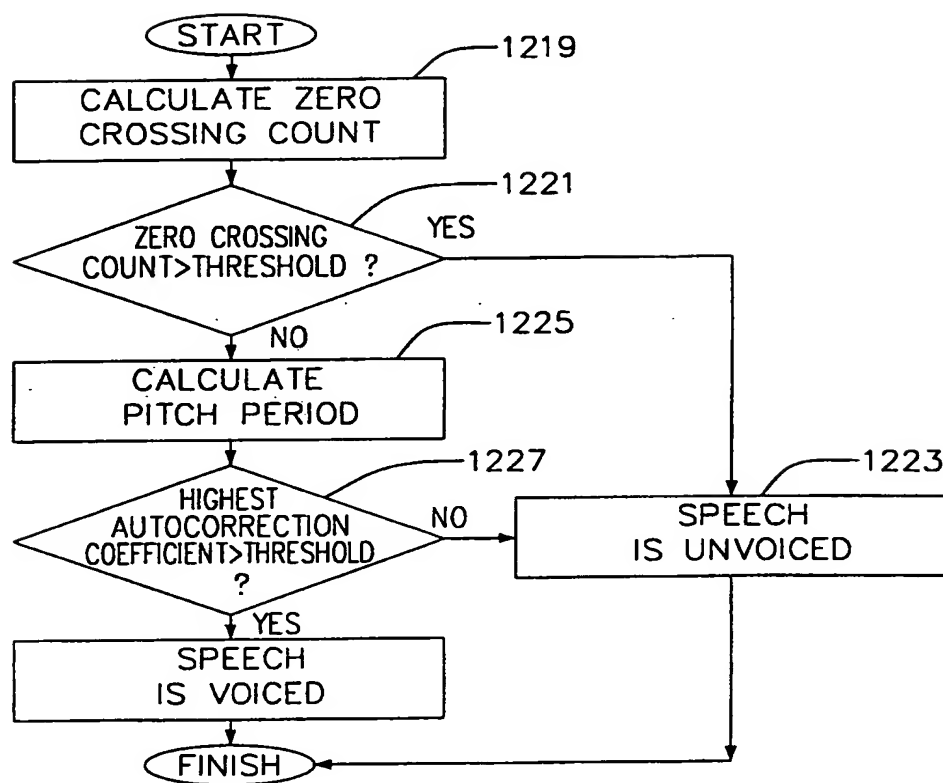 START
1219
CALCULATE ZERO
CROSSING COUNT
1221
ZERO CROSSING
COUNT>THRESHOLD ?
YES
NO
1225
CALCULATE
PITCH PERIOD
1227
HIGHEST
AUTOCORRECTION
COEFFICIENT>THRESHOLD
?
NO
1223
SPEECH
IS UNVOICED
YES
SPEECH
IS VOICED
FINISH